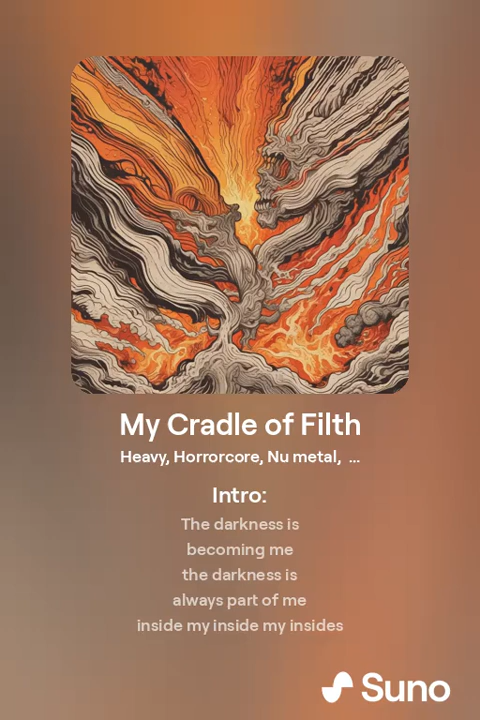 My Cradle of Filth
Heavy, Horrorcore, Nu metal, ...
Intro:
The darkness is
becoming me
the darkness is
always part of me
inside my inside my insides
Suno